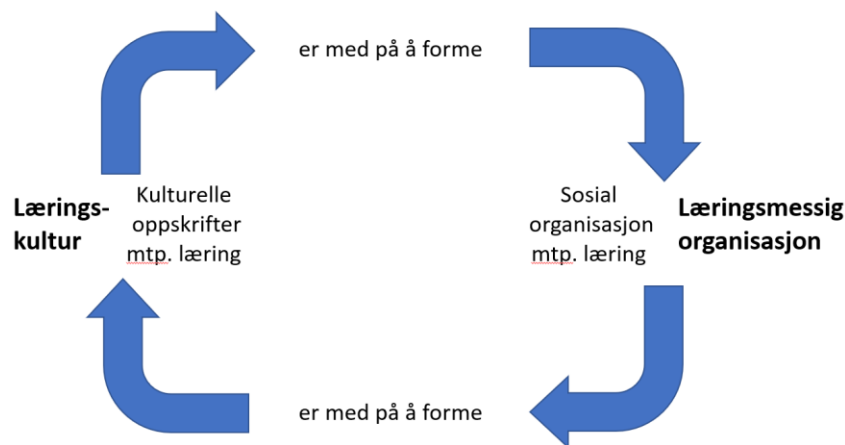 er med på å forme
Lærings-
kultur
Kulturelle
oppskrifter
mtp. læring
Sosial
organisasjon
mtp. læring
Læringsmessig
organisasjon
er med på å forme